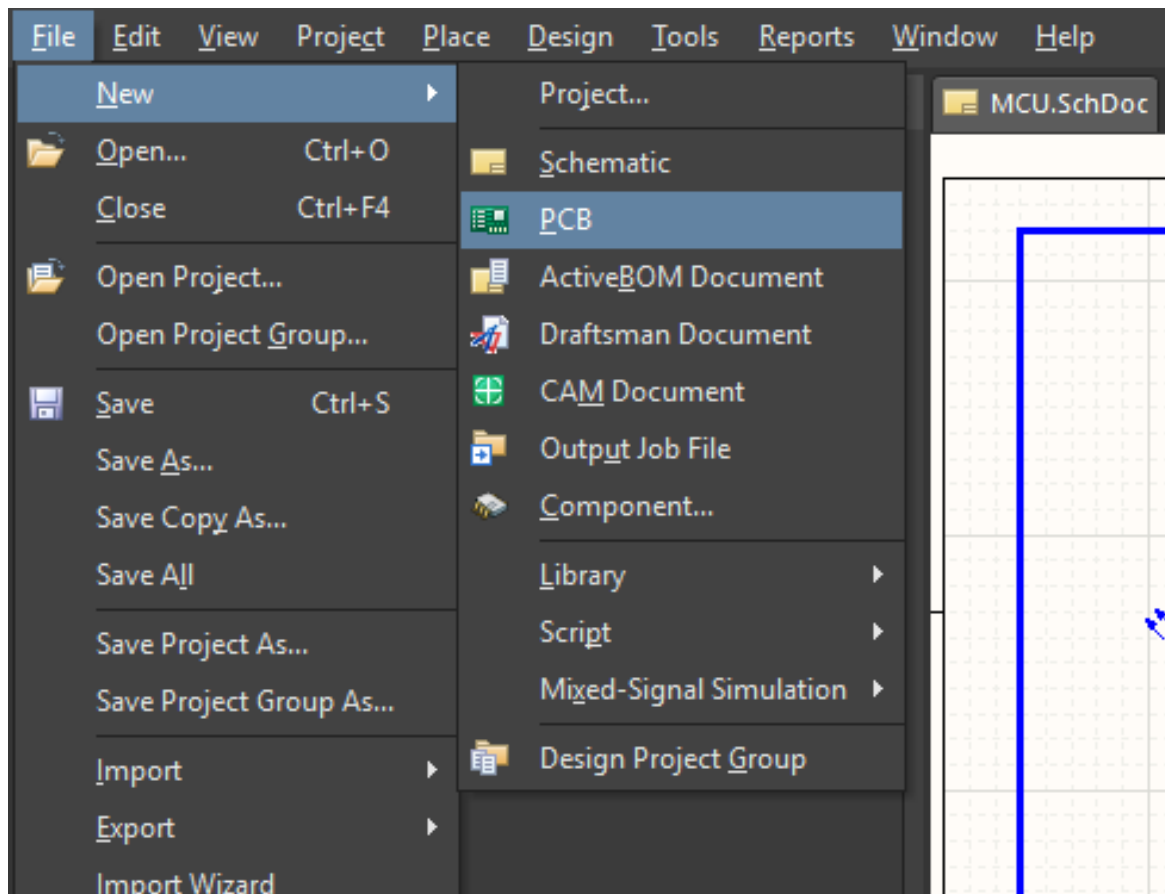 File Edit View Project Place Design Tools Reports Window Help
New
Open... Ctrl+O
Close Ctrl+F4
Open Project...
Open Project Group...
Save Ctrl+S
Save As...
Save Copy As...
Save All
Save Project As...
Save Project Group As...
Import
Export
Import Wizard
Project...
Schematic
PCB
ActiveBOM Document
Draftsman Document
CAM Document
Output Job File
Component...
Library
Script
Mixed-Signal Simulation
Design Project Group
MCU.SchDoc